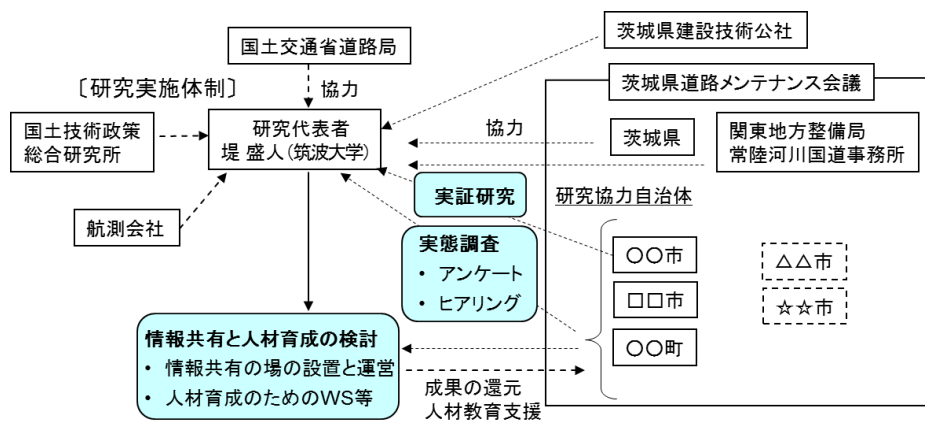 国土交通省道路局
茨城県建設技術公社
〔研究実施体制〕
協力
茨城県道路メンテナンス会議
国土技術政策
総合研究所
研究代表者
堤 盛人(筑波大学)
協力
茨城県
関東地方整備局
常陸河川国道事務所
航測会社
実証研究
研究協力自治体
実態調査
・ アンケート
・ ヒアリング
○○市
□□市
○○町
△△市
☆☆市
情報共有と人材育成の検討
・ 情報共有の場の設置と運営
・ 人材育成のためのWS等
成果の還元
人材教育支援